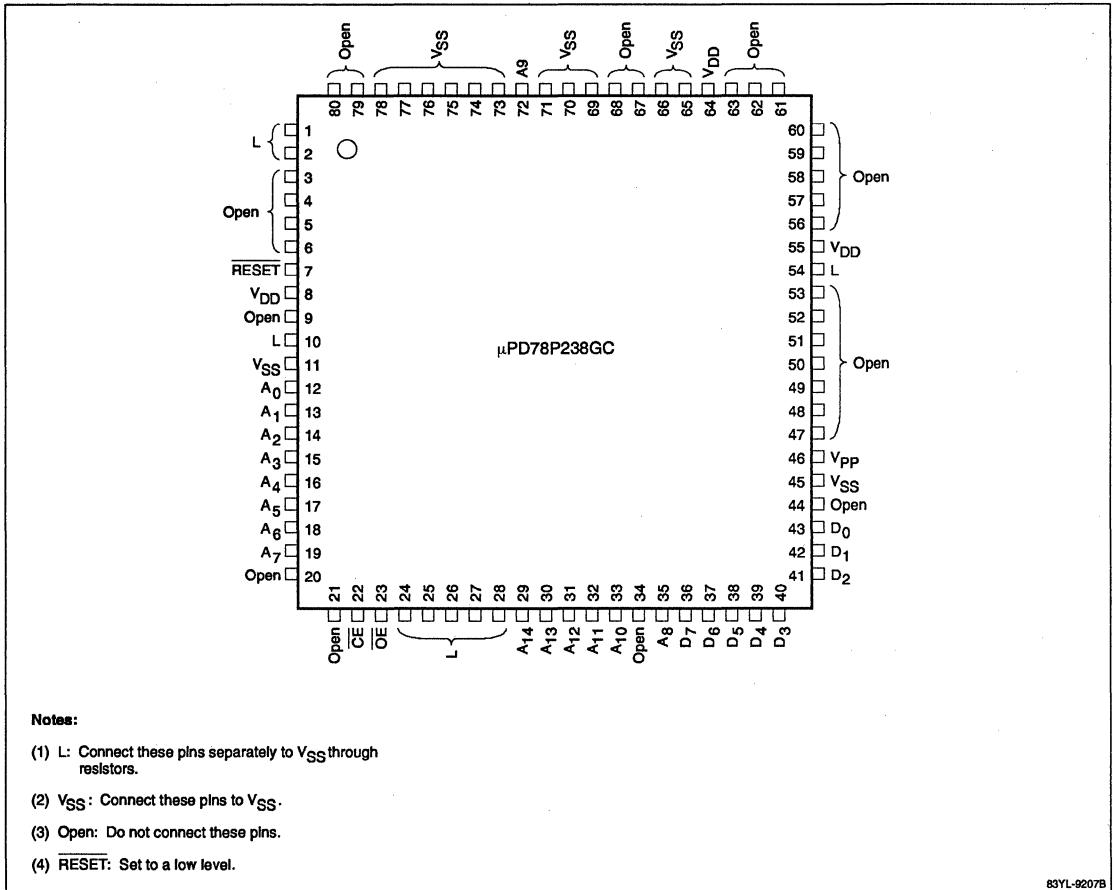 Open
VSS
A9
VSS
Open
VSS
VDD
Open
80 79 78 77 76 75 74 73 72 71 70 69 68 67 66 65 64 63 62 61
L
1
2
Open
3
4
5
6
RESET 7
VDD 8
Open 9
L 10
VSS 11
A0 12
A1 13
A2 14
A3 15
A4 16
A5 17
A6 18
A7 19
Open 20
µPD78P238GC
60
59
58 Open
57
56
55 VDD
54 L
53
52
51
50 Open
49
48
47
46 VPP
45 VSS
44 Open
43 D0
42 D1
41 D2
21 22 23 24 25 26 27 28 29 30 31 32 33 34 35 36 37 38 39 40
Open CE OE L A14 A13 A12 A11 A10 Open A8 D7 D6 D5 D4 D3
Notes:
(1) L: Connect these pins separately to VSS through
resistors.
(2) VSS: Connect these pins to VSS.
(3) Open: Do not connect these pins.
(4) RESET: Set to a low level.
83YL-9207B